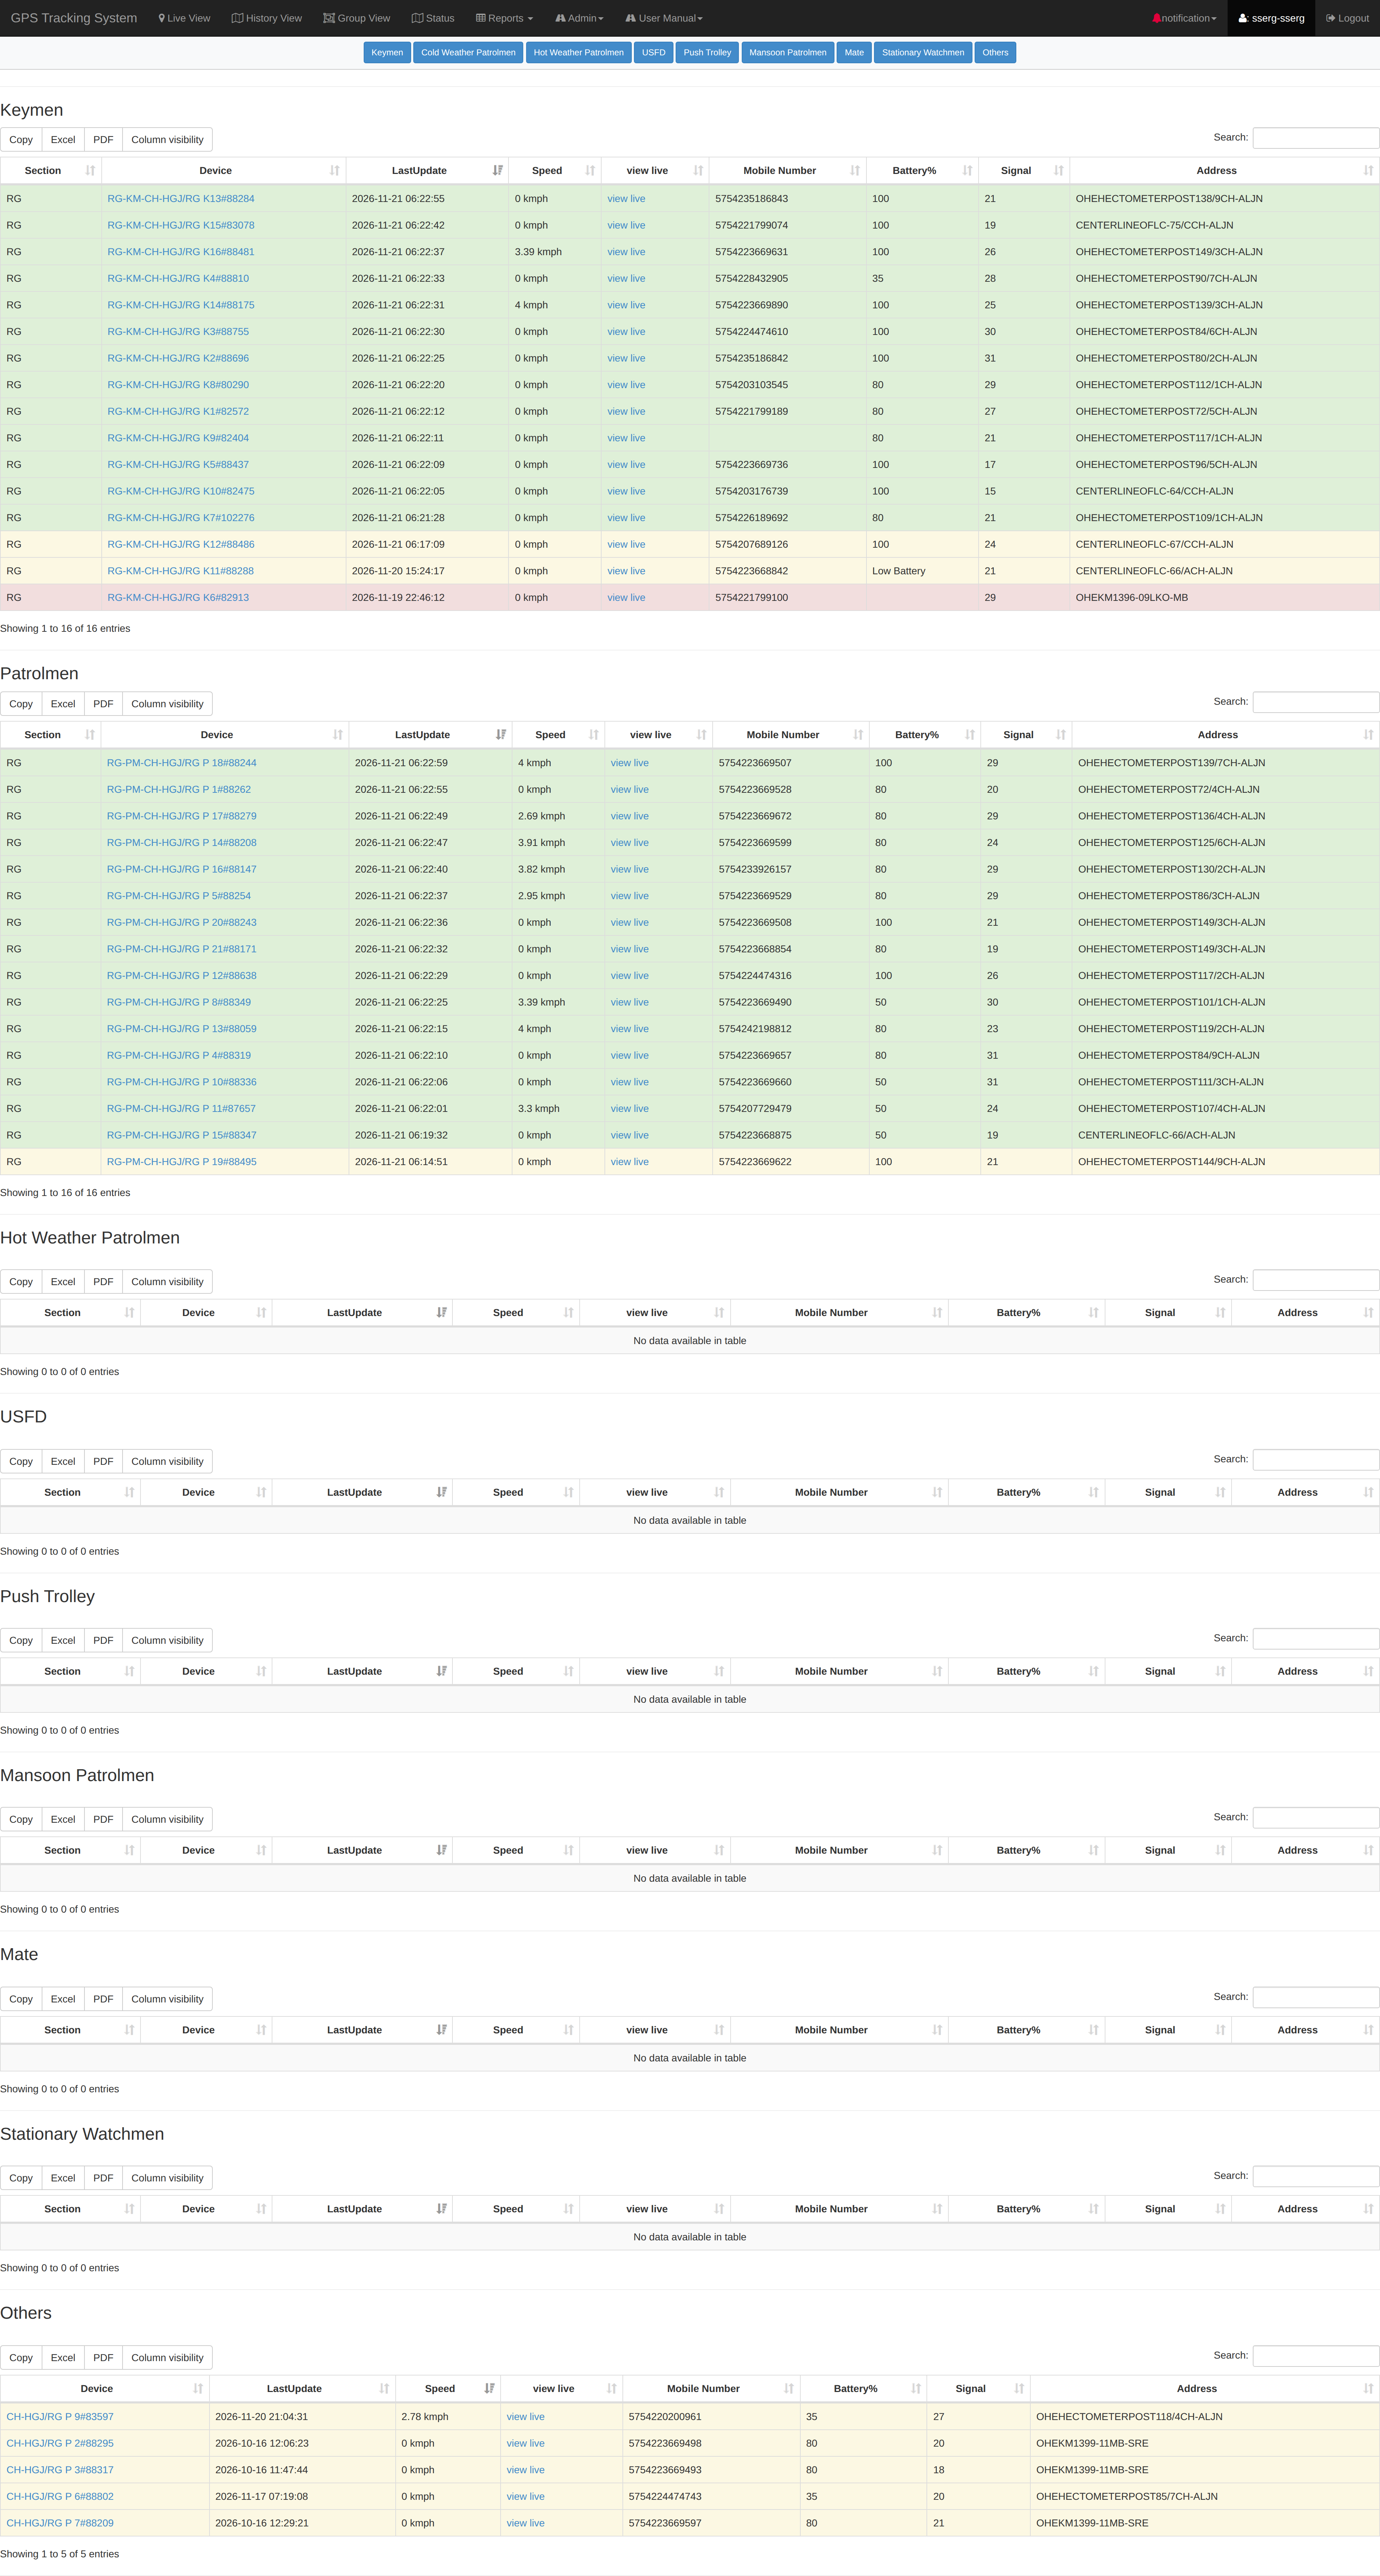 GPS Tracking System Live View History View Group View Status Reports Admin User Manual notification : sserg-sserg Logout
Keymen Cold Weather Patrolmen Hot Weather Patrolmen USFD Push Trolley Mansoon Patrolmen Mate Stationary Watchmen Others
Keymen
Copy Excel PDF Column visibility Search:
Section Device LastUpdate Speed view live Mobile Number Battery% Signal Address
RG RG-KM-CH-HGJ/RG K13#88284 2026-11-21 06:22:55 0 kmph view live 5754235186843 100 21 OHEHECTOMETERPOST138/9CH-ALJN
RG RG-KM-CH-HGJ/RG K15#83078 2026-11-21 06:22:42 0 kmph view live 5754221799074 100 19 CENTERLINEOFLC-75/CCH-ALJN
RG RG-KM-CH-HGJ/RG K16#88481 2026-11-21 06:22:37 3.39 kmph view live 5754223669631 100 26 OHEHECTOMETERPOST149/3CH-ALJN
RG RG-KM-CH-HGJ/RG K4#88810 2026-11-21 06:22:33 0 kmph view live 5754228432905 35 28 OHEHECTOMETERPOST90/7CH-ALJN
RG RG-KM-CH-HGJ/RG K14#88175 2026-11-21 06:22:31 4 kmph view live 5754223669890 100 25 OHEHECTOMETERPOST139/3CH-ALJN
RG RG-KM-CH-HGJ/RG K3#88755 2026-11-21 06:22:30 0 kmph view live 5754224474610 100 30 OHEHECTOMETERPOST84/6CH-ALJN
RG RG-KM-CH-HGJ/RG K2#88696 2026-11-21 06:22:25 0 kmph view live 5754235186842 100 31 OHEHECTOMETERPOST80/2CH-ALJN
RG RG-KM-CH-HGJ/RG K8#80290 2026-11-21 06:22:20 0 kmph view live 5754203103545 80 29 OHEHECTOMETERPOST112/1CH-ALJN
RG RG-KM-CH-HGJ/RG K1#82572 2026-11-21 06:22:12 0 kmph view live 5754221799189 80 27 OHEHECTOMETERPOST72/5CH-ALJN
RG RG-KM-CH-HGJ/RG K9#82404 2026-11-21 06:22:11 0 kmph view live 80 21 OHEHECTOMETERPOST117/1CH-ALJN
RG RG-KM-CH-HGJ/RG K5#88437 2026-11-21 06:22:09 0 kmph view live 5754223669736 100 17 OHEHECTOMETERPOST96/5CH-ALJN
RG RG-KM-CH-HGJ/RG K10#82475 2026-11-21 06:22:05 0 kmph view live 5754203176739 100 15 CENTERLINEOFLC-64/CCH-ALJN
RG RG-KM-CH-HGJ/RG K7#102276 2026-11-21 06:21:28 0 kmph view live 5754226189692 80 21 OHEHECTOMETERPOST109/1CH-ALJN
RG RG-KM-CH-HGJ/RG K12#88486 2026-11-21 06:17:09 0 kmph view live 5754207689126 100 24 CENTERLINEOFLC-67/CCH-ALJN
RG RG-KM-CH-HGJ/RG K11#88288 2026-11-20 15:24:17 0 kmph view live 5754223668842 Low Battery 21 CENTERLINEOFLC-66/ACH-ALJN
RG RG-KM-CH-HGJ/RG K6#82913 2026-11-19 22:46:12 0 kmph view live 5754221799100 29 OHEKM1396-09LKO-MB
Showing 1 to 16 of 16 entries
Patrolmen
Copy Excel PDF Column visibility Search:
Section Device LastUpdate Speed view live Mobile Number Battery% Signal Address
RG RG-PM-CH-HGJ/RG P 18#88244 2026-11-21 06:22:59 4 kmph view live 5754223669507 100 29 OHEHECTOMETERPOST139/7CH-ALJN
RG RG-PM-CH-HGJ/RG P 1#88262 2026-11-21 06:22:55 0 kmph view live 5754223669528 80 20 OHEHECTOMETERPOST72/4CH-ALJN
RG RG-PM-CH-HGJ/RG P 17#88279 2026-11-21 06:22:49 2.69 kmph view live 5754223669672 80 29 OHEHECTOMETERPOST136/4CH-ALJN
RG RG-PM-CH-HGJ/RG P 14#88208 2026-11-21 06:22:47 3.91 kmph view live 5754223669599 80 24 OHEHECTOMETERPOST125/6CH-ALJN
RG RG-PM-CH-HGJ/RG P 16#88147 2026-11-21 06:22:40 3.82 kmph view live 5754233926157 80 29 OHEHECTOMETERPOST130/2CH-ALJN
RG RG-PM-CH-HGJ/RG P 5#88254 2026-11-21 06:22:37 2.95 kmph view live 5754223669529 80 29 OHEHECTOMETERPOST86/3CH-ALJN
RG RG-PM-CH-HGJ/RG P 20#88243 2026-11-21 06:22:36 0 kmph view live 5754223669508 100 21 OHEHECTOMETERPOST149/3CH-ALJN
RG RG-PM-CH-HGJ/RG P 21#88171 2026-11-21 06:22:32 0 kmph view live 5754223668854 80 19 OHEHECTOMETERPOST149/3CH-ALJN
RG RG-PM-CH-HGJ/RG P 12#88638 2026-11-21 06:22:29 0 kmph view live 5754224474316 100 26 OHEHECTOMETERPOST117/2CH-ALJN
RG RG-PM-CH-HGJ/RG P 8#88349 2026-11-21 06:22:25 3.39 kmph view live 5754223669490 50 30 OHEHECTOMETERPOST101/1CH-ALJN
RG RG-PM-CH-HGJ/RG P 13#88059 2026-11-21 06:22:15 4 kmph view live 5754242198812 80 23 OHEHECTOMETERPOST119/2CH-ALJN
RG RG-PM-CH-HGJ/RG P 4#88319 2026-11-21 06:22:10 0 kmph view live 5754223669657 80 31 OHEHECTOMETERPOST84/9CH-ALJN
RG RG-PM-CH-HGJ/RG P 10#88336 2026-11-21 06:22:06 0 kmph view live 5754223669660 50 31 OHEHECTOMETERPOST111/3CH-ALJN
RG RG-PM-CH-HGJ/RG P 11#87657 2026-11-21 06:22:01 3.3 kmph view live 5754207729479 50 24 OHEHECTOMETERPOST107/4CH-ALJN
RG RG-PM-CH-HGJ/RG P 15#88347 2026-11-21 06:19:32 0 kmph view live 5754223668875 50 19 CENTERLINEOFLC-66/ACH-ALJN
RG RG-PM-CH-HGJ/RG P 19#88495 2026-11-21 06:14:51 0 kmph view live 5754223669622 100 21 OHEHECTOMETERPOST144/9CH-ALJN
Showing 1 to 16 of 16 entries
Hot Weather Patrolmen
Copy Excel PDF Column visibility Search:
Section Device LastUpdate Speed view live Mobile Number Battery% Signal Address
No data available in table
Showing 0 to 0 of 0 entries
USFD
Copy Excel PDF Column visibility Search:
Section Device LastUpdate Speed view live Mobile Number Battery% Signal Address
No data available in table
Showing 0 to 0 of 0 entries
Push Trolley
Copy Excel PDF Column visibility Search:
Section Device LastUpdate Speed view live Mobile Number Battery% Signal Address
No data available in table
Showing 0 to 0 of 0 entries
Mansoon Patrolmen
Copy Excel PDF Column visibility Search:
Section Device LastUpdate Speed view live Mobile Number Battery% Signal Address
No data available in table
Showing 0 to 0 of 0 entries
Mate
Copy Excel PDF Column visibility Search:
Section Device LastUpdate Speed view live Mobile Number Battery% Signal Address
No data available in table
Showing 0 to 0 of 0 entries
Stationary Watchmen
Copy Excel PDF Column visibility Search:
Section Device LastUpdate Speed view live Mobile Number Battery% Signal Address
No data available in table
Showing 0 to 0 of 0 entries
Others
Copy Excel PDF Column visibility Search:
Device LastUpdate Speed view live Mobile Number Battery% Signal Address
CH-HGJ/RG P 9#83597 2026-11-20 21:04:31 2.78 kmph view live 5754220200961 35 27 OHEHECTOMETERPOST118/4CH-ALJN
CH-HGJ/RG P 2#88295 2026-10-16 12:06:23 0 kmph view live 5754223669498 80 20 OHEKM1399-11MB-SRE
CH-HGJ/RG P 3#88317 2026-10-16 11:47:44 0 kmph view live 5754223669493 80 18 OHEKM1399-11MB-SRE
CH-HGJ/RG P 6#88802 2026-11-17 07:19:08 0 kmph view live 5754224474743 35 20 OHEHECTOMETERPOST85/7CH-ALJN
CH-HGJ/RG P 7#88209 2026-10-16 12:29:21 0 kmph view live 5754223669597 80 21 OHEKM1399-11MB-SRE
Showing 1 to 5 of 5 entries